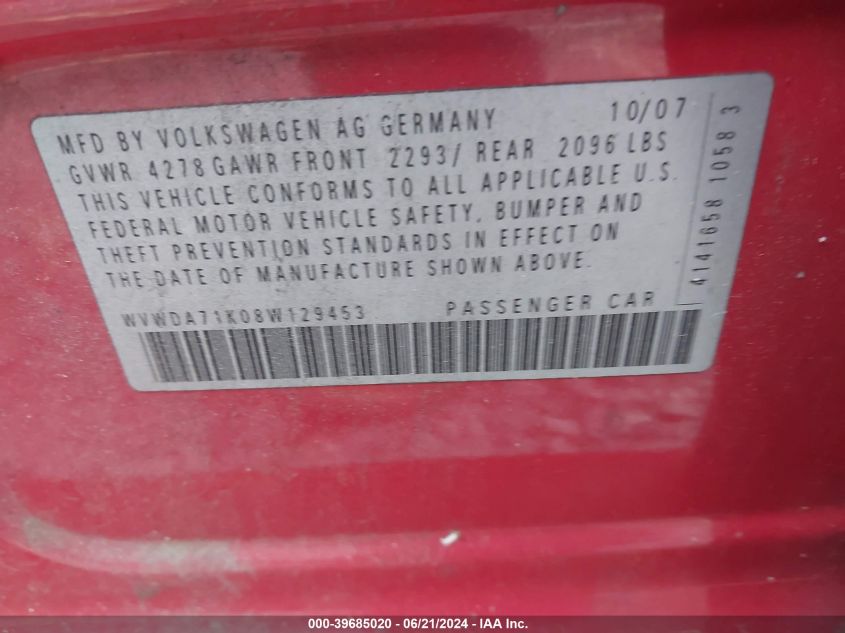 MFD BY VOLKSWAGEN AG GERMANY 10/07
GVWR 4278 GAWR FRONT 2293/ REAR 2096 LBS
THIS VEHICLE CONFORMS TO ALL APPLICABLE U.S.
FEDERAL MOTOR VEHICLE SAFETY, BUMPER AND
THEFT PREVENTION STANDARDS IN EFFECT ON
THE DATE OF MANUFACTURE SHOWN ABOVE.
WVWDA71K08W129453 PASSENGER CAR
4141658 1058 3
000-39685020 - 06/21/2024 - IAA Inc.